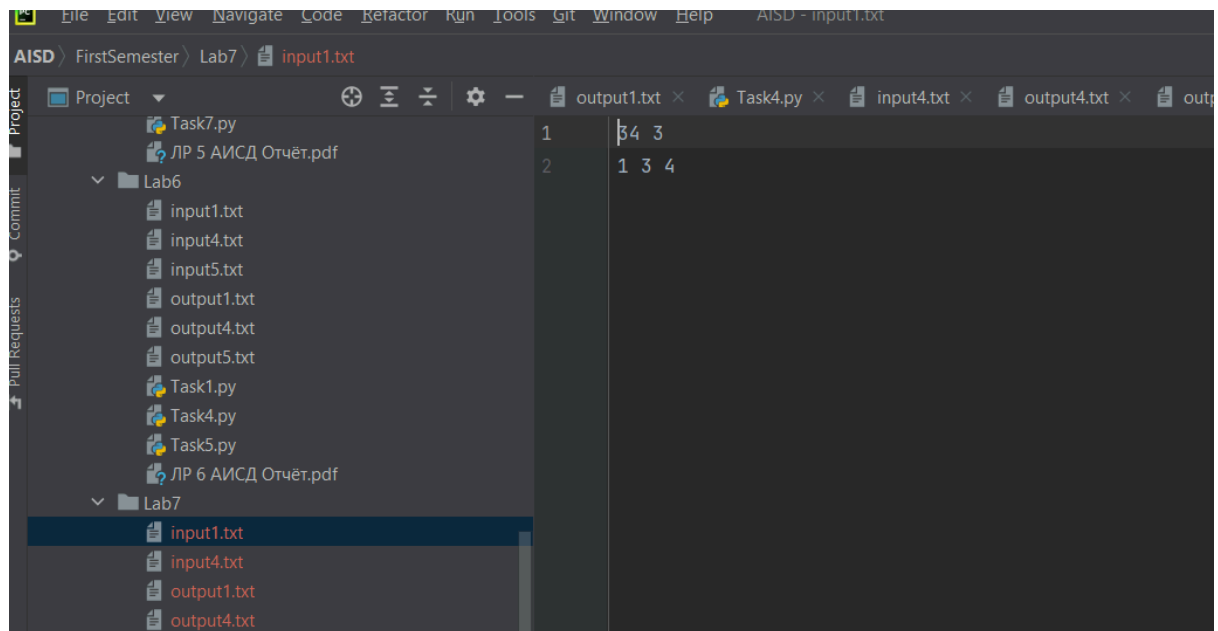 PC File Edit View Navigate Code Refactor Run Tools Git Window Help AISD - input1.txt
AISD FirstSemester Lab7 input1.txt
Project
Commit
Pull Requests
Project
Task7.py
ЛР 5 АИСД Отчёт.pdf
Lab6
input1.txt
input4.txt
input5.txt
output1.txt
output4.txt
output5.txt
Task1.py
Task4.py
Task5.py
ЛР 6 АИСД Отчёт.pdf
Lab7
input1.txt
input4.txt
output1.txt
output4.txt
output1.txt Task4.py input4.txt output4.txt
1 34 3
2 1 3 4